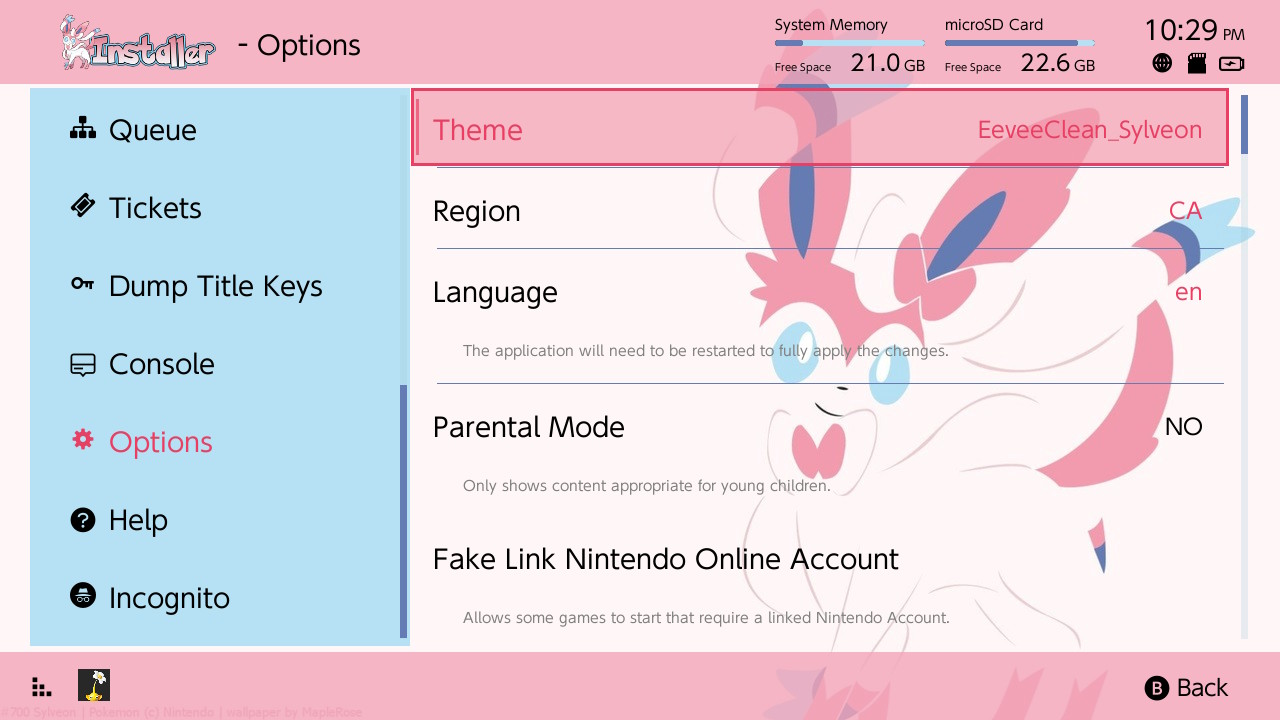 Installer - Options
System Memory
Free Space 21.0 GB
microSD Card
Free Space 22.6 GB
10:29 PM
Queue
Tickets
Dump Title Keys
Console
Options
Help
Incognito
Theme EeveeClean_Sylveon
Region CA
Language en
The application will need to be restarted to fully apply the changes.
Parental Mode NO
Only shows content appropriate for young children.
Fake Link Nintendo Online Account
Allows some games to start that require a linked Nintendo Account.
B Back
#700 Sylveon | Pokemon (c) Nintendo | wallpaper by MapleRose